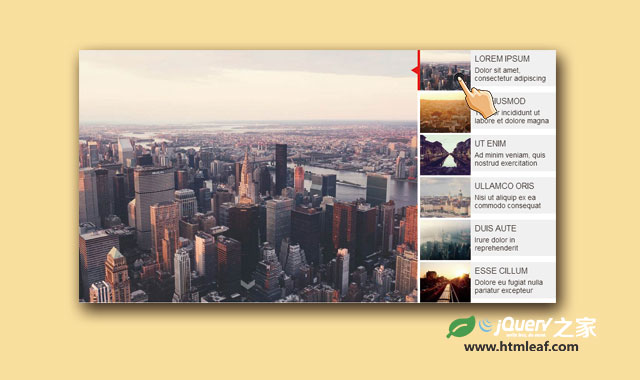 LOREM IPSUM
Dolor sit amet,
consectetur adipiscing
IUSMOD
incididunt ut
labore et dolore magna
UT ENIM
Ad minim veniam, quis
nostrud exercitation
ULLAMCO ORIS
Nisi ut aliquip ex ea
commodo consequat
DUIS AUTE
Irure dolor in
reprehenderit
ESSE CILLUM
Dolore eu fugiat nulla
pariatur excepteur
jQuery之家
www.htmleaf.com